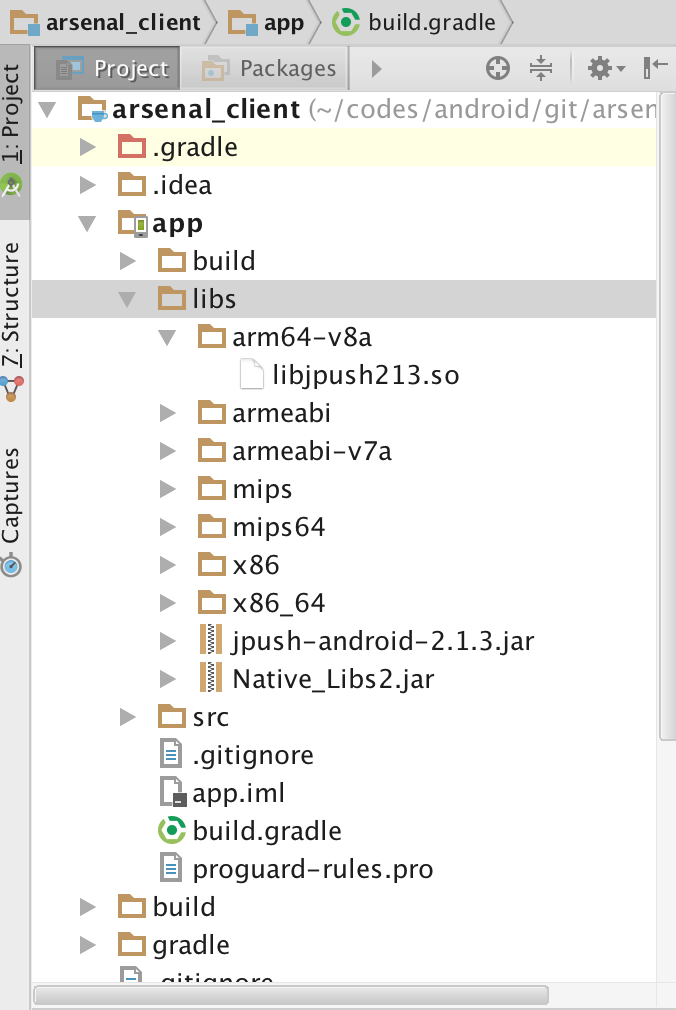 arsenal_client app build.gradle
Project Packages
1: Project
7: Structure
Captures
arsenal_client (~/codes/android/git/arsen
.gradle
.idea
app
build
libs
arm64-v8a
libjpush213.so
armeabi
armeabi-v7a
mips
mips64
x86
x86_64
jpush-android-2.1.3.jar
Native_Libs2.jar
src
.gitignore
app.iml
build.gradle
proguard-rules.pro
build
gradle
.gitignore